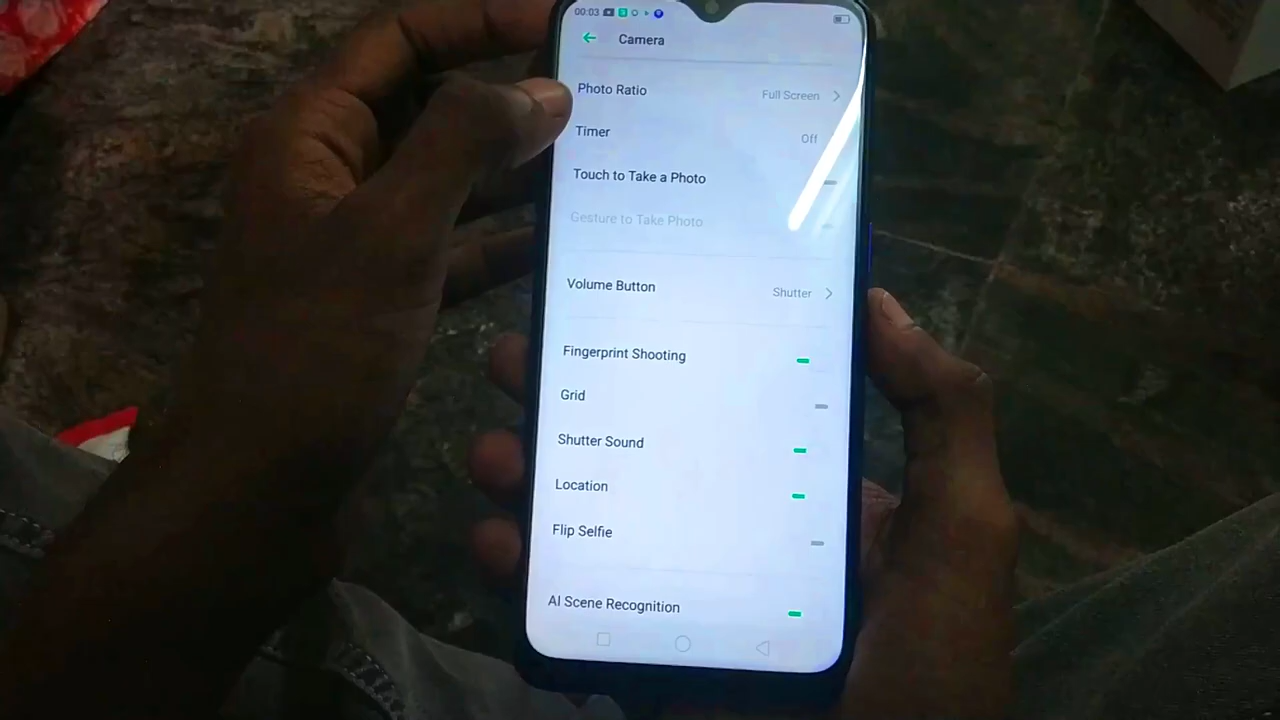 00:03
Camera
Photo Ratio Full Screen
Timer Off
Touch to Take a Photo
Gesture to Take Photo
Volume Button Shutter
Fingerprint Shooting
Grid
Shutter Sound
Location
Flip Selfie
AI Scene Recognition